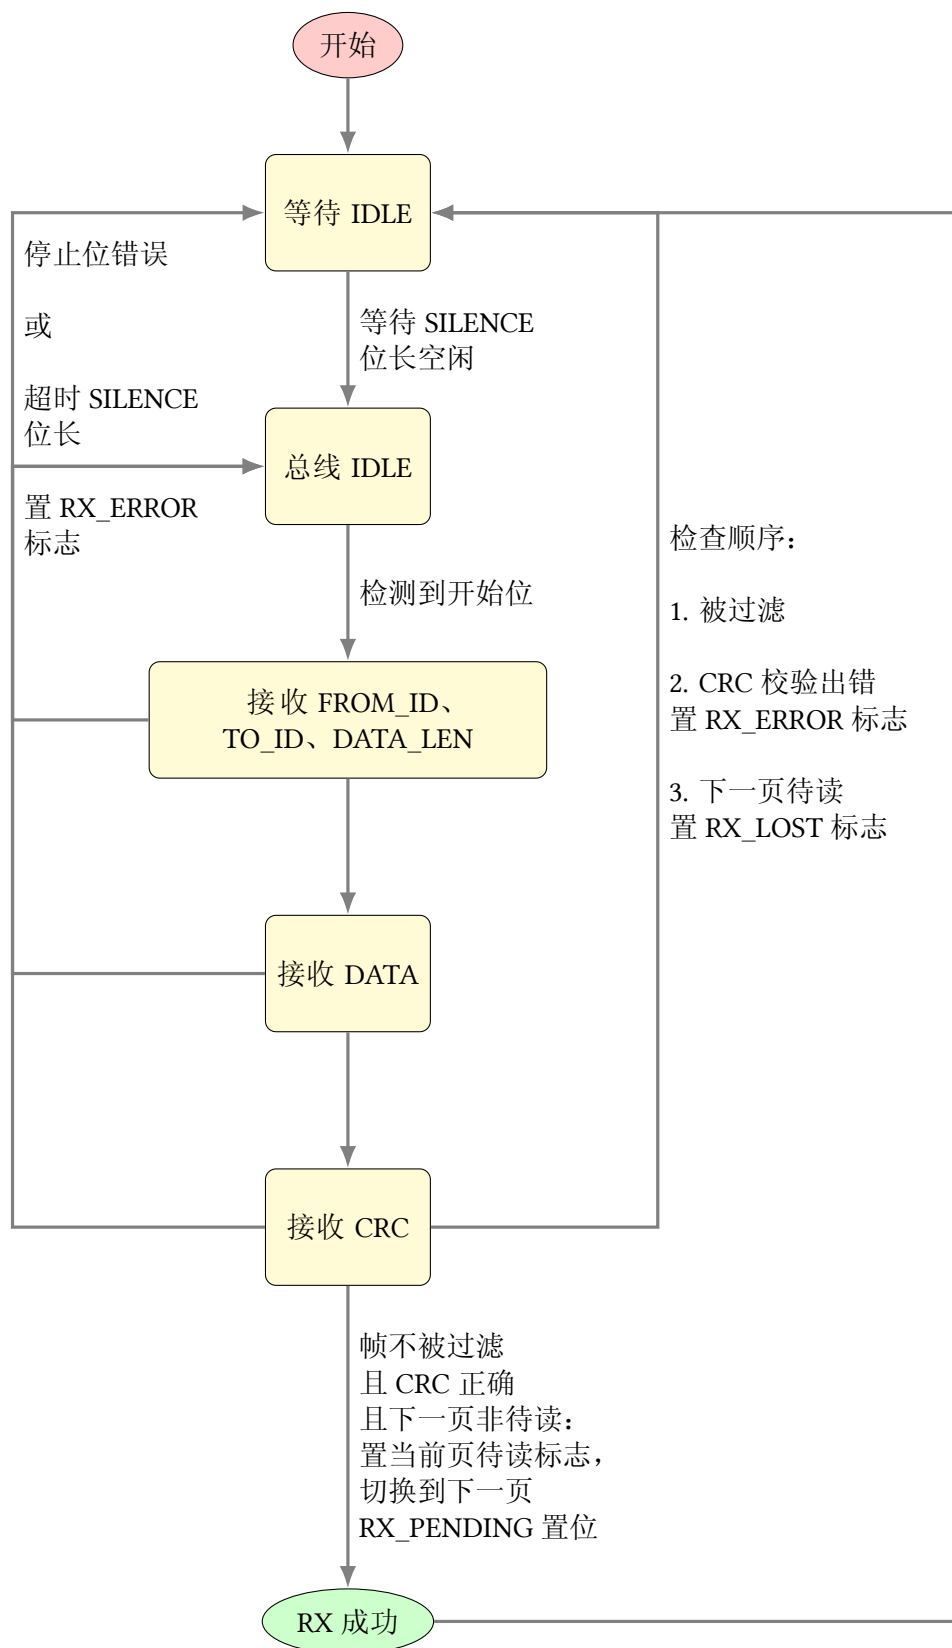 开始
等待 IDLE
停止位错误
或
超时 SILENCE
位长
等待 SILENCE
位长空闲
总线 IDLE
置 RX_ERROR
标志
检测到开始位
检查顺序：
1. 被过滤
2. CRC 校验出错
置 RX_ERROR 标志
3. 下一页待读
置 RX_LOST 标志
接收 FROM_ID、
TO_ID、DATA_LEN
接收 DATA
接收 CRC
帧不被过滤
且 CRC 正确
且下一页非待读：
置当前页待读标志，
切换到下一页
RX_PENDING 置位
RX 成功